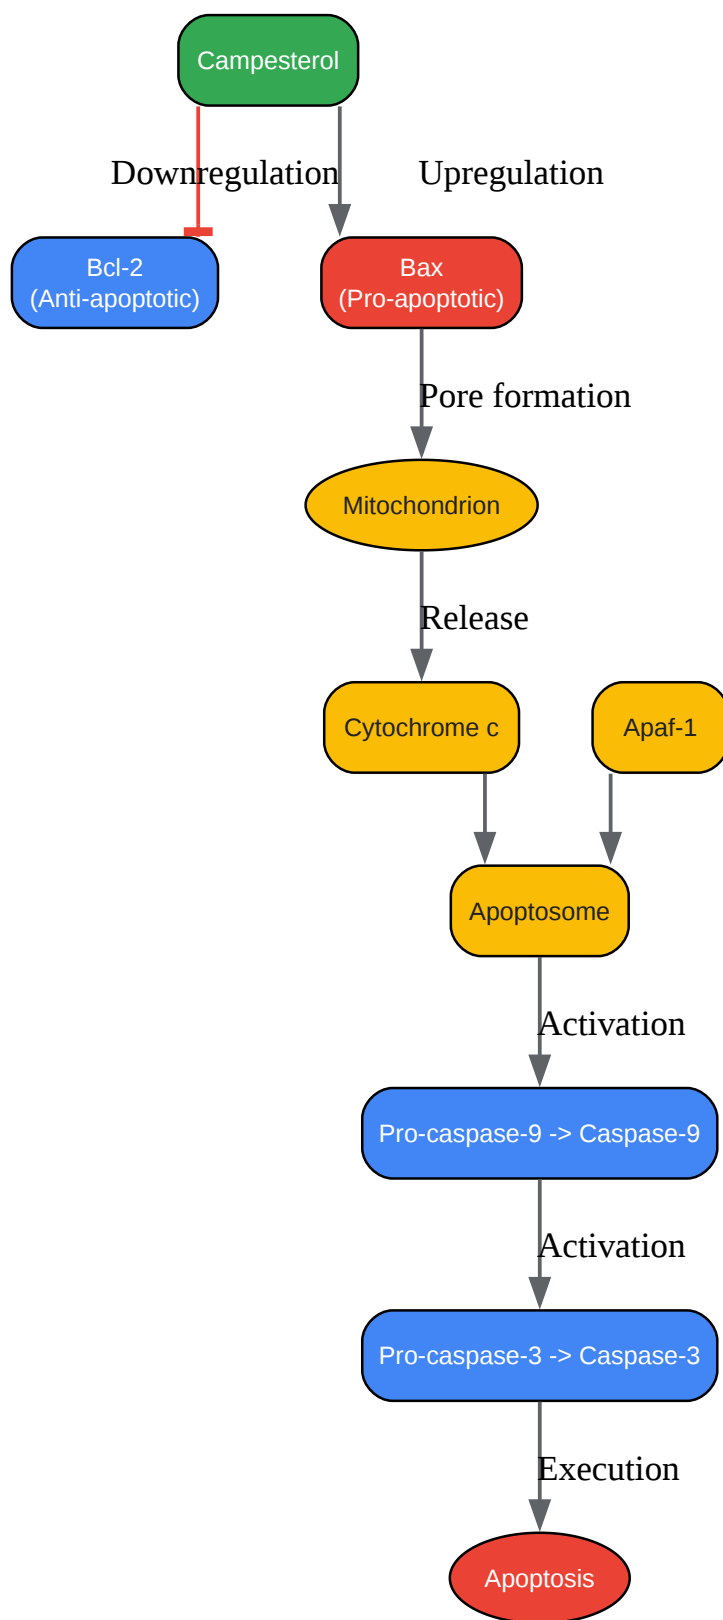 Campesterol
Downregulation
Upregulation
Bcl-2
(Anti-apoptotic)
Bax
(Pro-apoptotic)
Pore formation
Mitochondrion
Release
Cytochrome c
Apaf-1
Apoptosome
Activation
Pro-caspase-9 -> Caspase-9
Activation
Pro-caspase-3 -> Caspase-3
Execution
Apoptosis